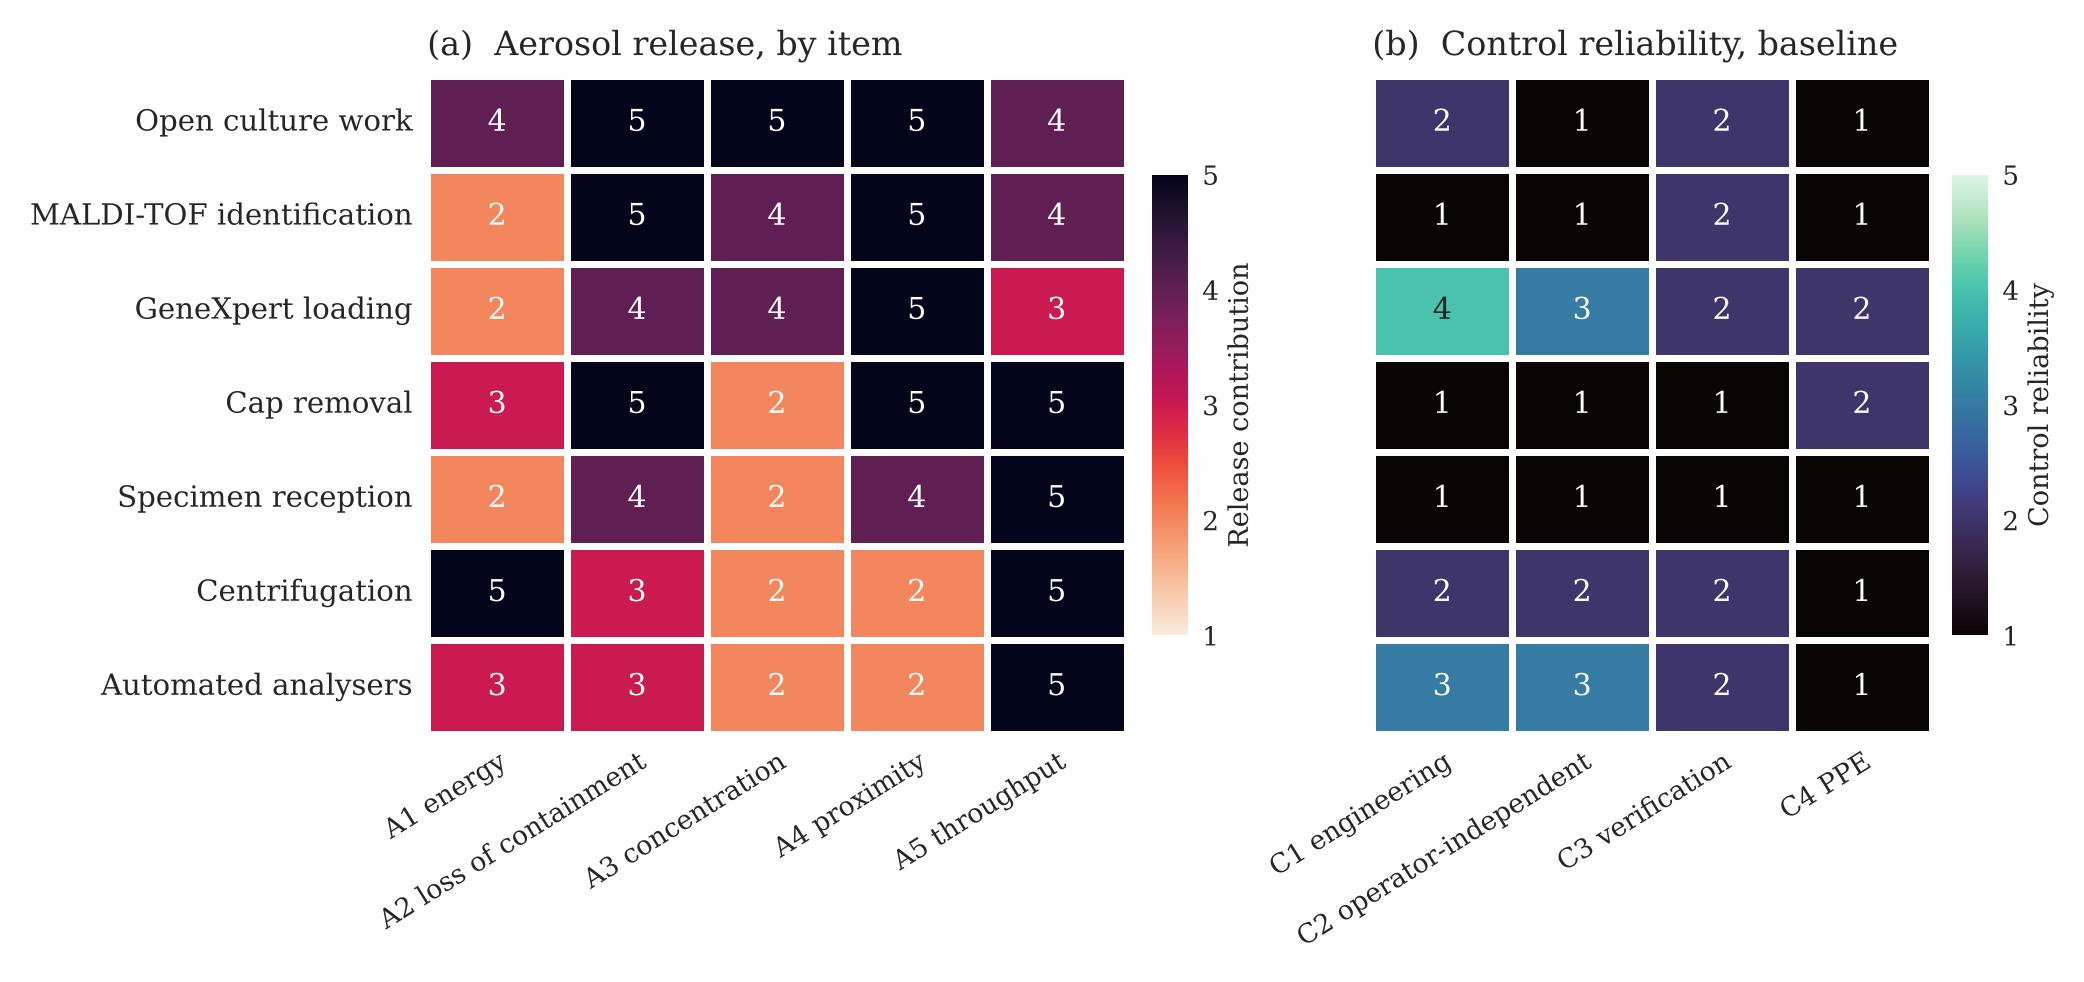 (a) Aerosol release, by item
(b) Control reliability, baseline
Open culture work 4 5 5 5 4 2 1 2 1
MALDI-TOF identification 2 5 4 5 4 1 1 2 1
GeneXpert loading 2 4 4 5 3 4 3 2 2
Cap removal 3 5 2 5 5 1 1 1 2
Specimen reception 2 4 2 4 5 1 1 1 1
Centrifugation 5 3 2 2 5 2 2 2 1
Automated analysers 3 3 2 2 5 3 3 2 1
A1 energy
A2 loss of containment
A3 concentration
A4 proximity
A5 throughput
5
4
3
2
1
Release contribution
C1 engineering
C2 operator-independent
C3 verification
C4 PPE
5
4
3
2
1
Control reliability